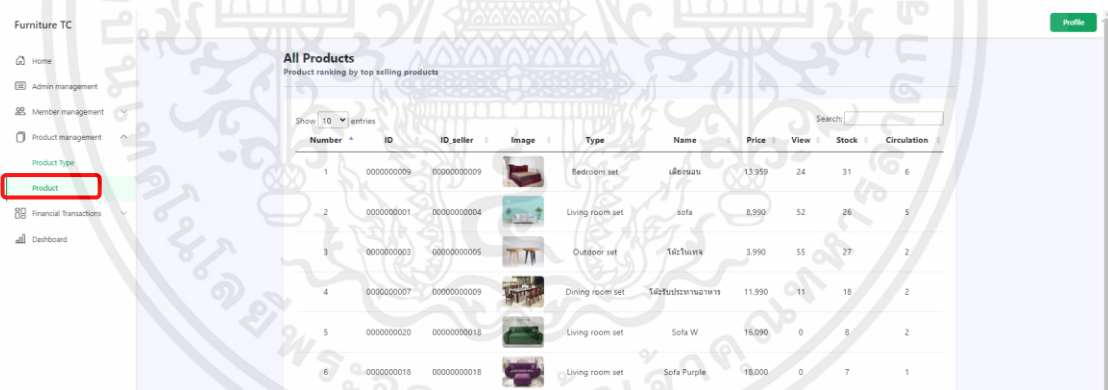 Furniture TC
Profile
Home
Admin management
Member management
Product management
Product Type
Product
Financial Transactions
Dashboard
All Products
Product ranking by top selling products
Show 10 entries
Search:
Number ID ID_seller Image Type Name Price View Stock Circulation
1 0000000009 00000000009 Bedroom set เตียงนอน 13,959 24 31 6
2 0000000001 00000000004 Living room set sofa 8,990 52 26 5
3 0000000003 00000000005 Outdoor set โต๊ะวินเทจ 3,990 55 27 2
4 0000000007 00000000009 Dining room set โต๊ะรับประทานอาหาร 11,990 11 18 2
5 0000000020 00000000018 Living room set Sofa W 16,090 0 8 2
6 0000000018 00000000018 Living room set Sofa Purple 18,000 0 7 1